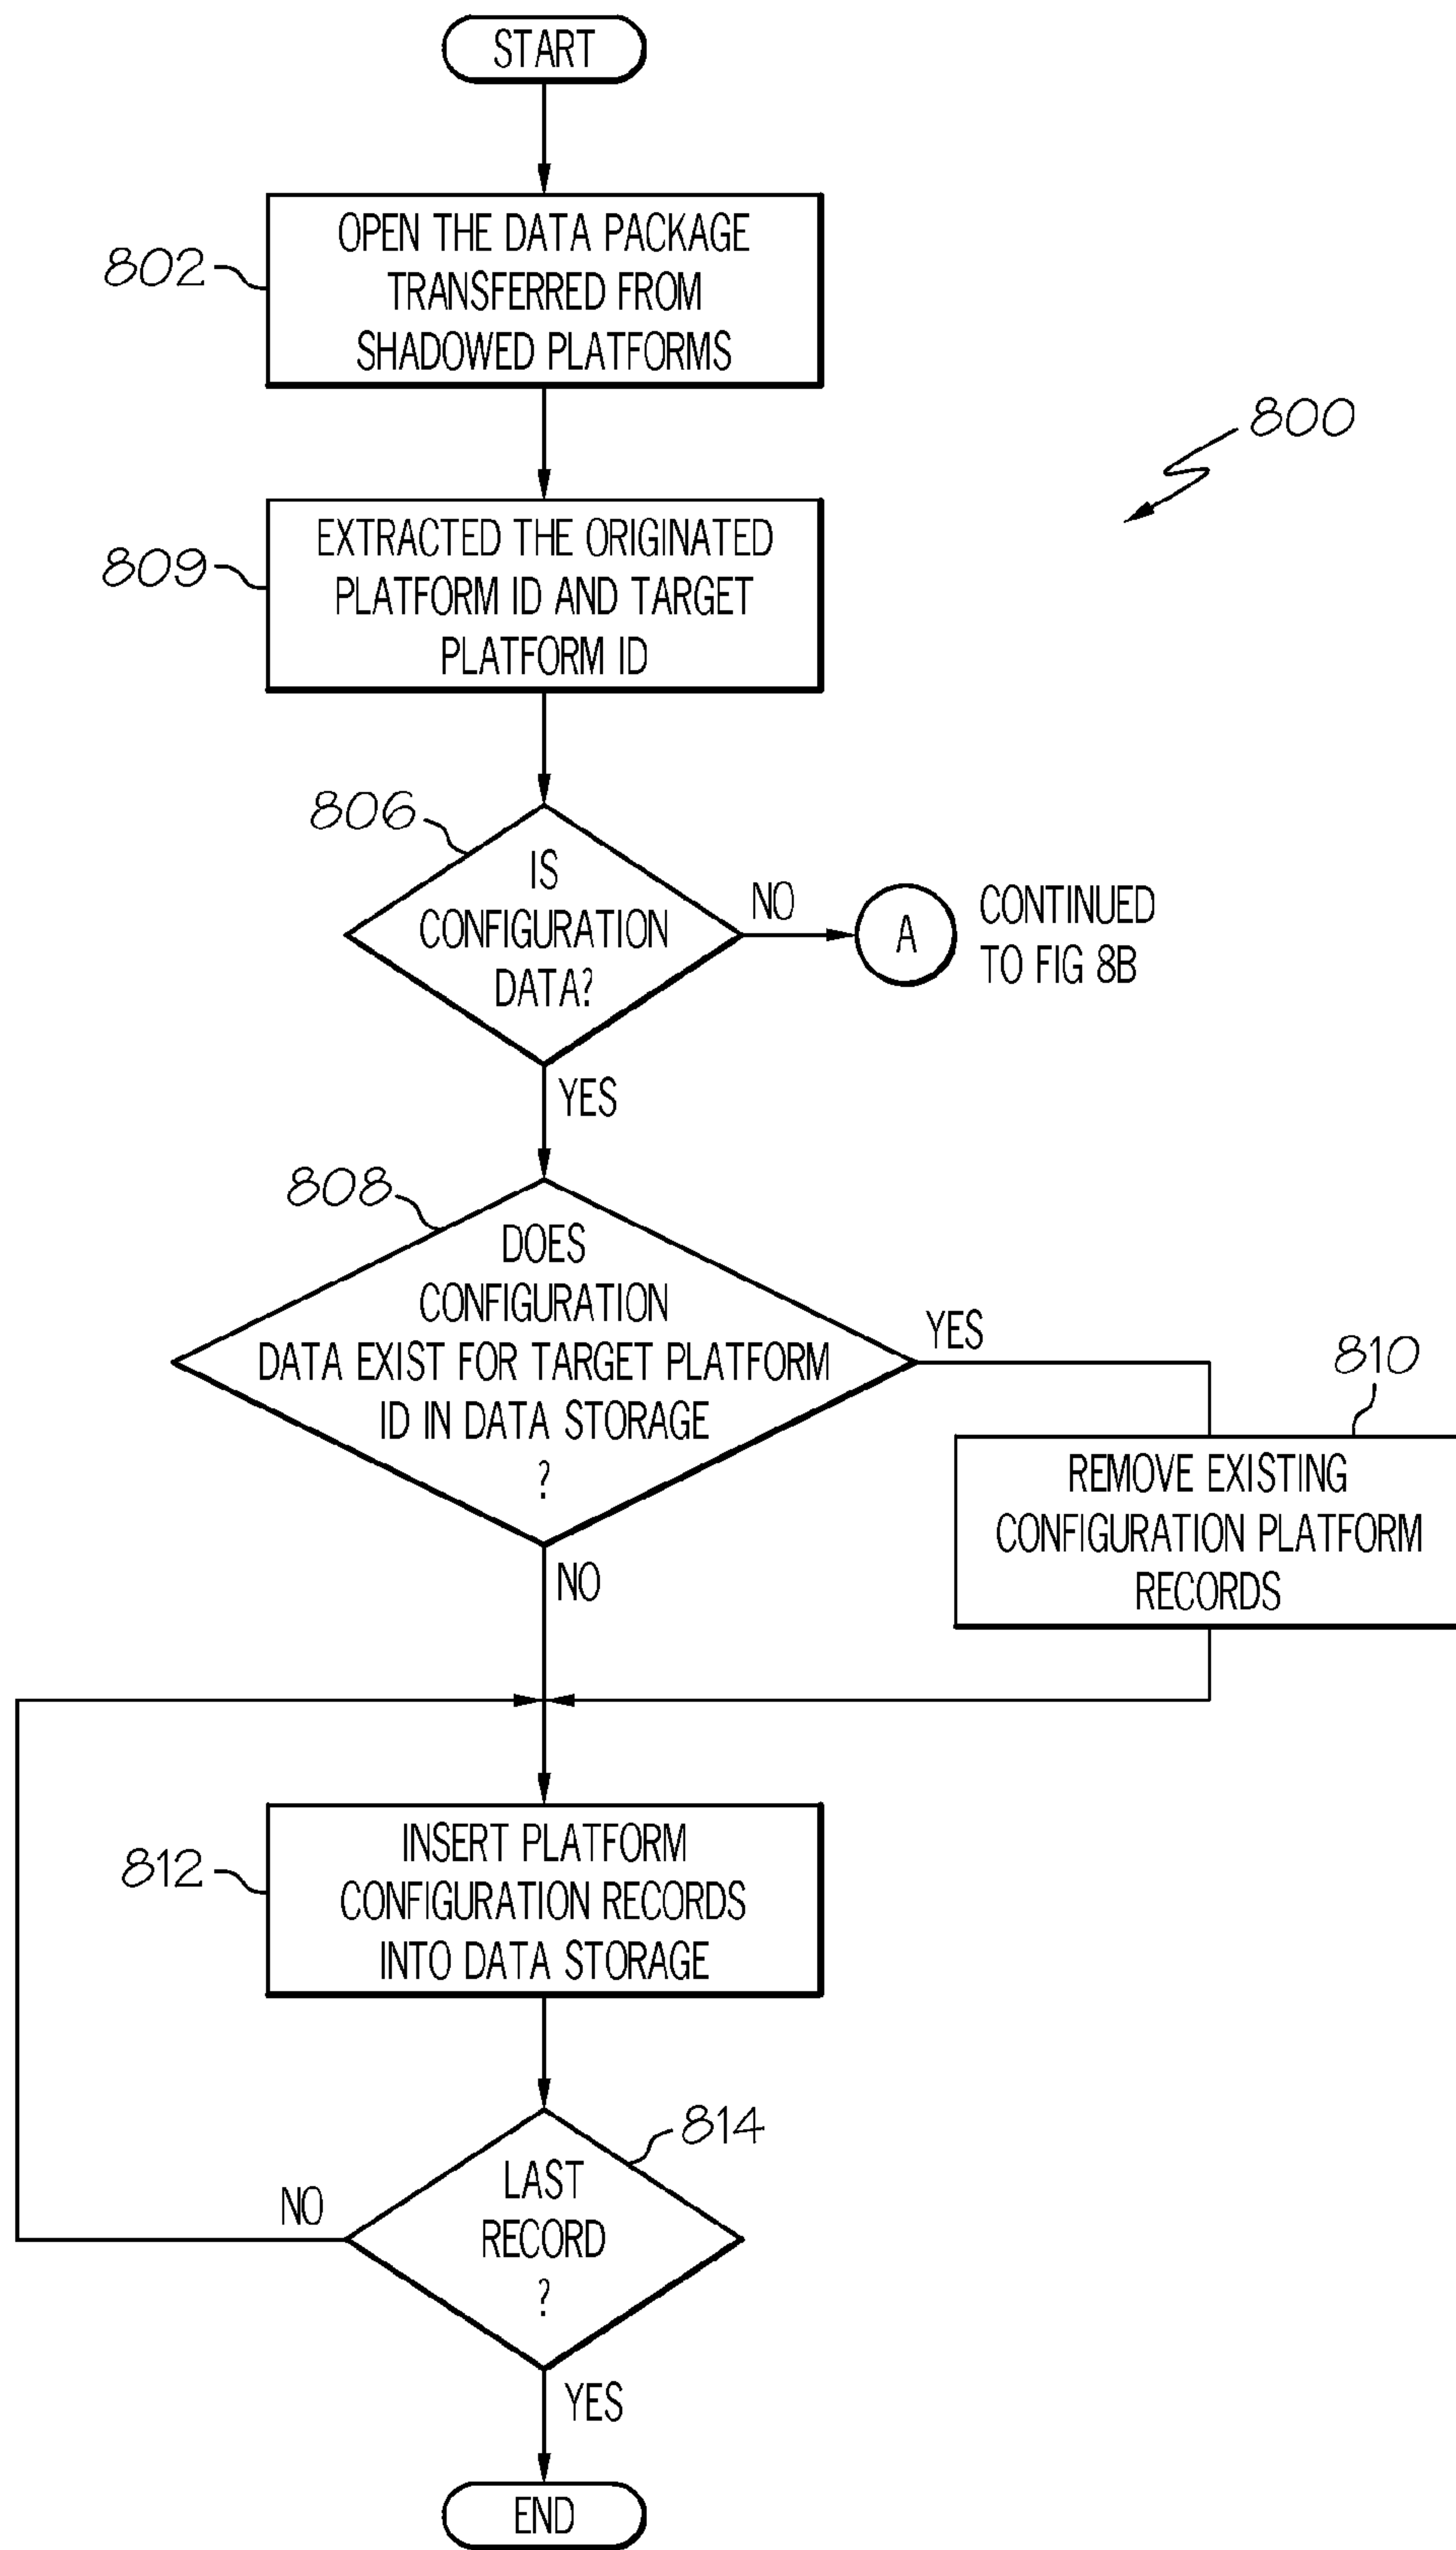 START
802
OPEN THE DATA PACKAGE
TRANSFERRED FROM
SHADOWED PLATFORMS
800
809
EXTRACTED THE ORIGINATED
PLATFORM ID AND TARGET
PLATFORM ID
806
IS
CONFIGURATION
DATA?
NO
A
CONTINUED
TO FIG 8B
YES
808
DOES
CONFIGURATION
DATA EXIST FOR TARGET PLATFORM
ID IN DATA STORAGE
?
YES
810
REMOVE EXISTING
CONFIGURATION PLATFORM
RECORDS
NO
812
INSERT PLATFORM
CONFIGURATION RECORDS
INTO DATA STORAGE
814
LAST
RECORD
?
NO
YES
END